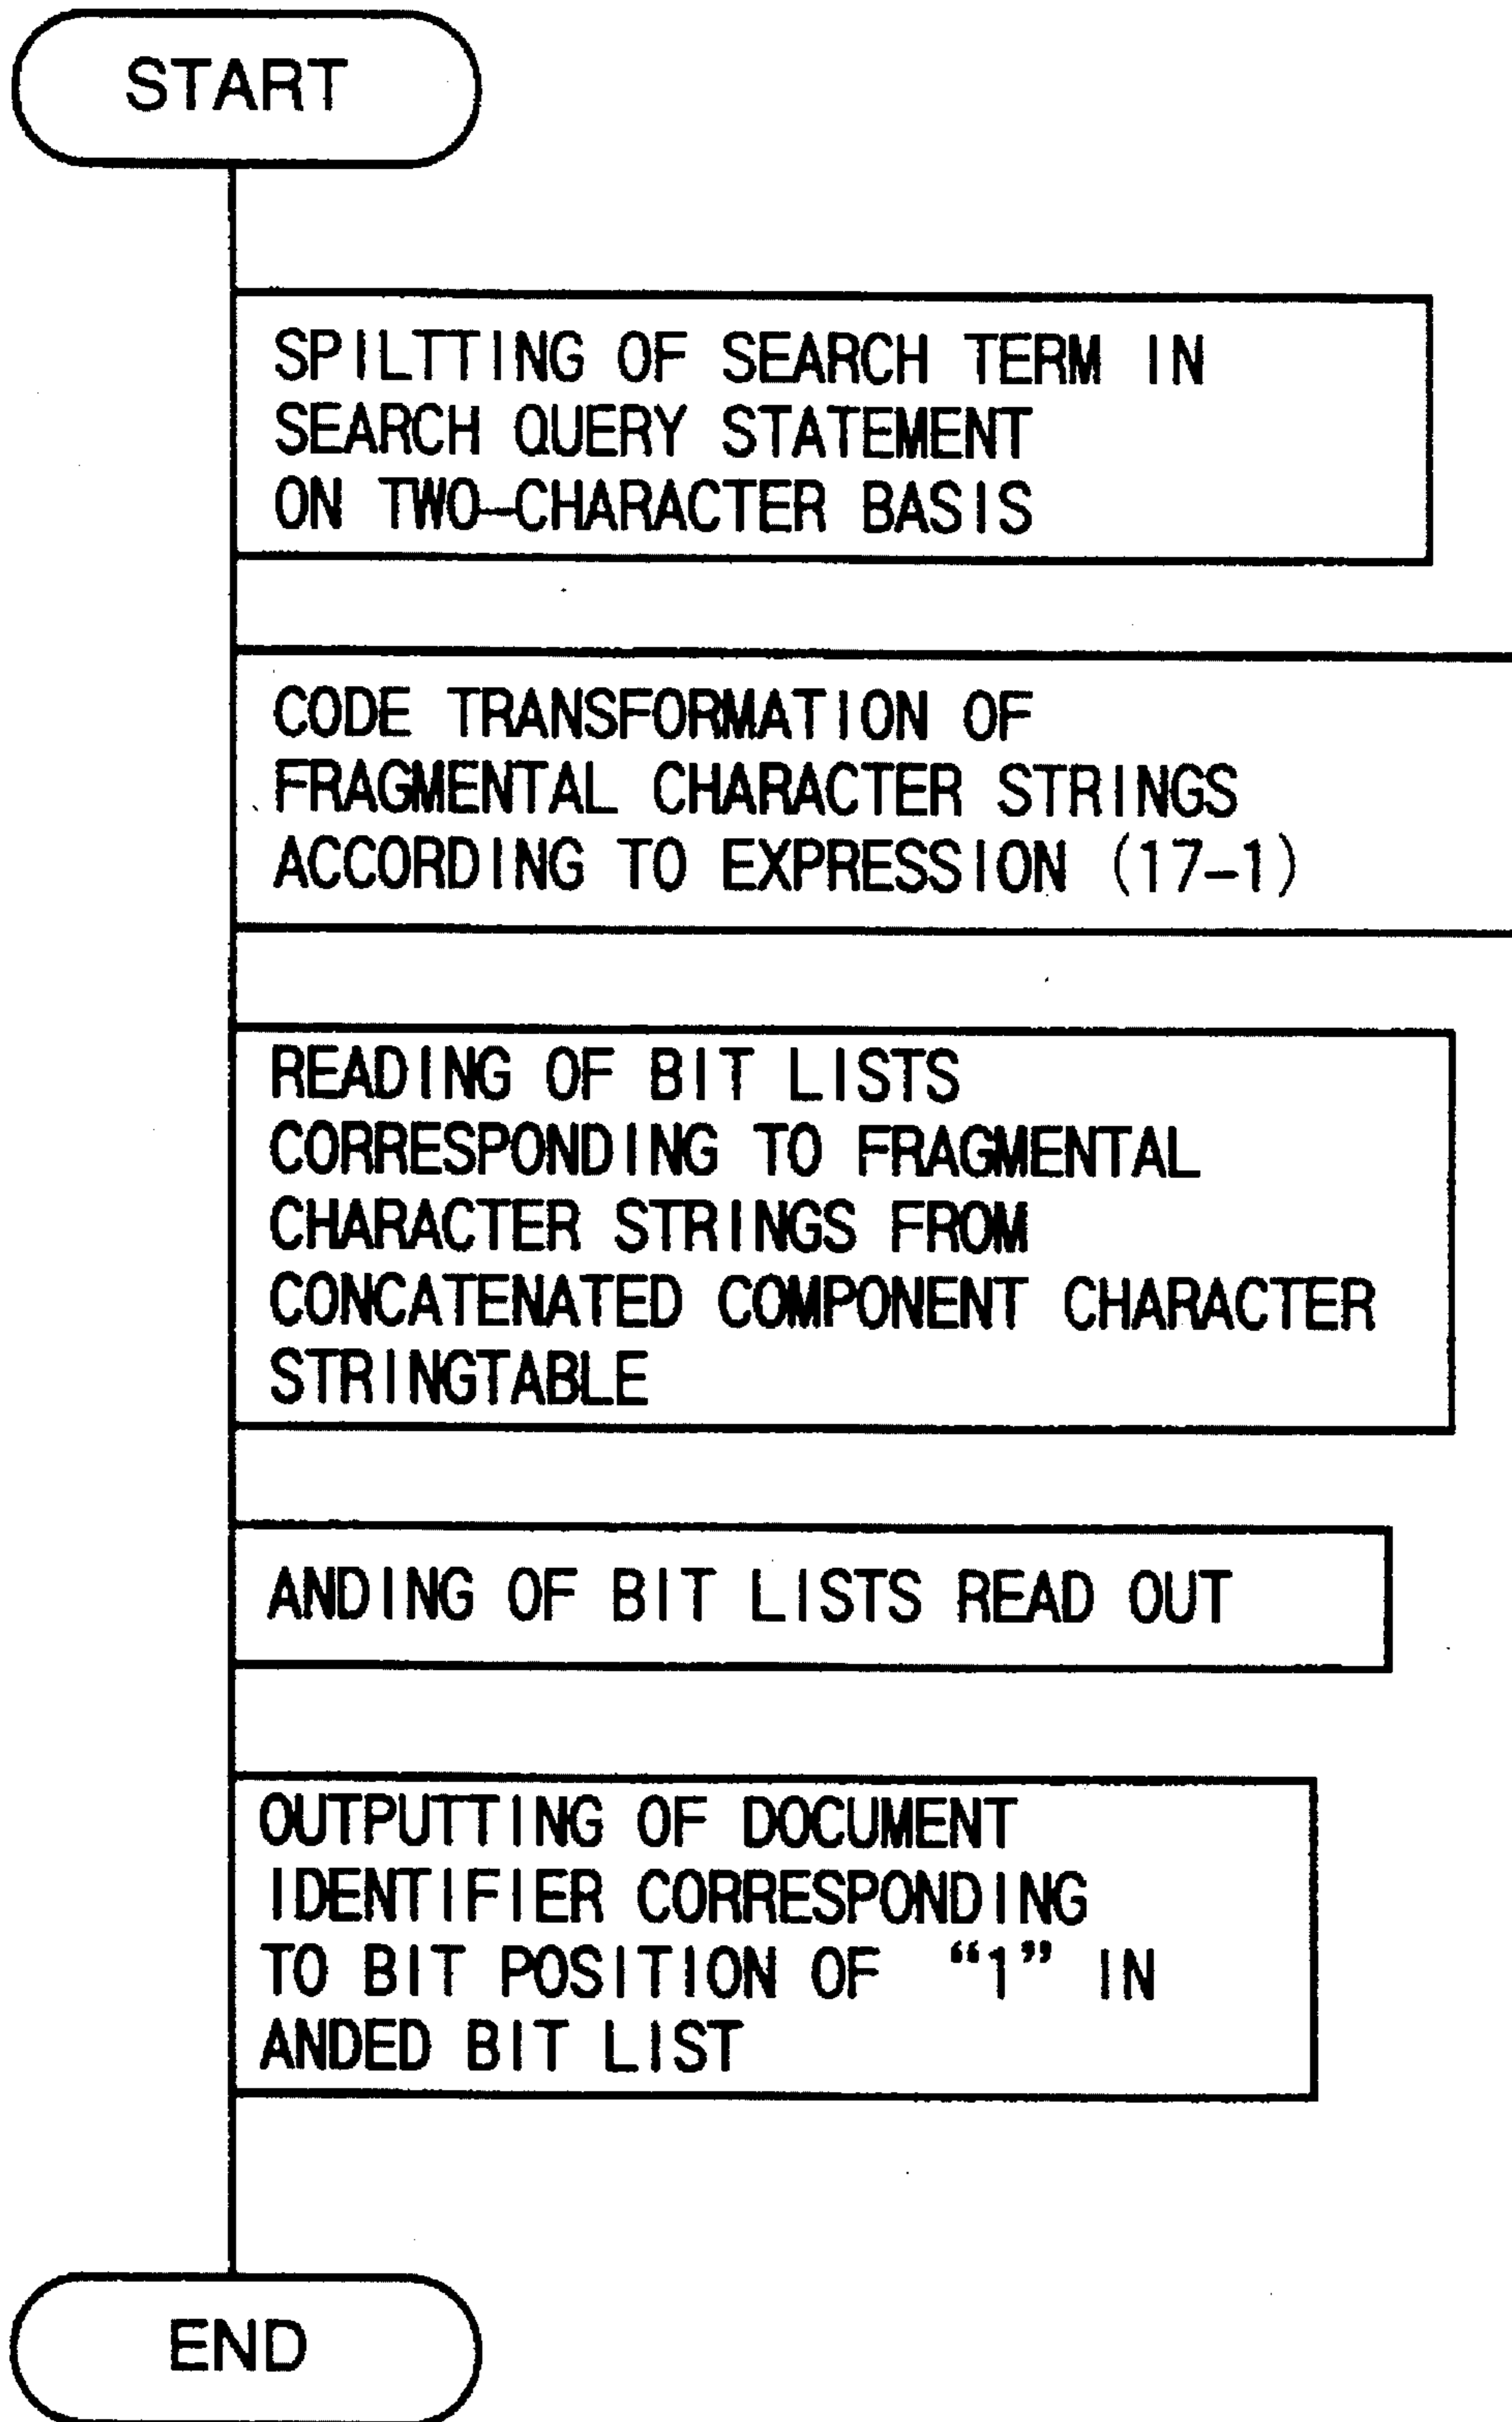 START
SPILTTING OF SEARCH TERM IN
SEARCH QUERY STATEMENT
ON TWO-CHARACTER BASIS
CODE TRANSFORMATION OF
FRAGMENTAL CHARACTER STRINGS
ACCORDING TO EXPRESSION (17-1)
READING OF BIT LISTS
CORRESPONDING TO FRAGMENTAL
CHARACTER STRINGS FROM
CONCATENATED COMPONENT CHARACTER
STRINGTABLE
ANDING OF BIT LISTS READ OUT
OUTPUTTING OF DOCUMENT
IDENTIFIER CORRESPONDING
TO BIT POSITION OF “1” IN
ANDED BIT LIST
END